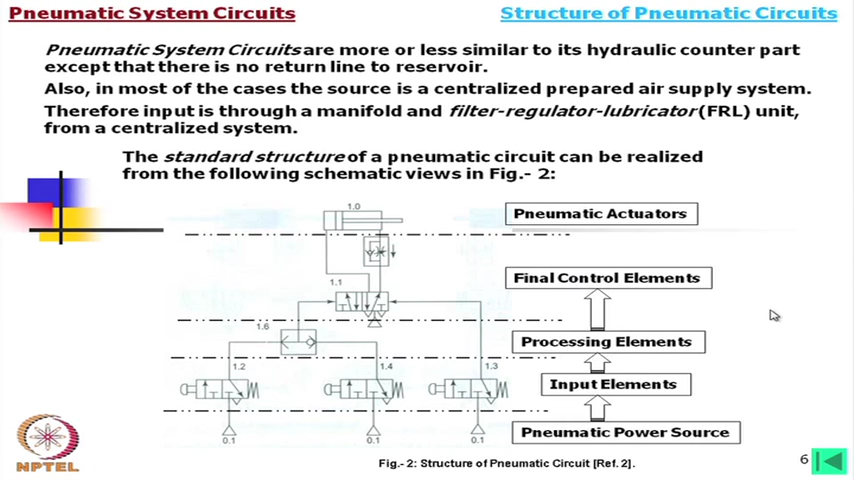 Pneumatic System Circuits
Structure of Pneumatic Circuits
Pneumatic System Circuits are more or less similar to its hydraulic counter part
except that there is no return line to reservoir.
Also, in most of the cases the source is a centralized prepared air supply system.
Therefore input is through a manifold and filter-regulator-lubricator (FRL) unit,
from a centralized system.
The standard structure of a pneumatic circuit can be realized
from the following schematic views in Fig.- 2:
1.0
Pneumatic Actuators
1.1
Final Control Elements
1.6
Processing Elements
1.2
1.4
1.3
Input Elements
0.1
0.1
0.1
Pneumatic Power Source
Fig.- 2: Structure of Pneumatic Circuit [Ref. 2].
6
NPTEL